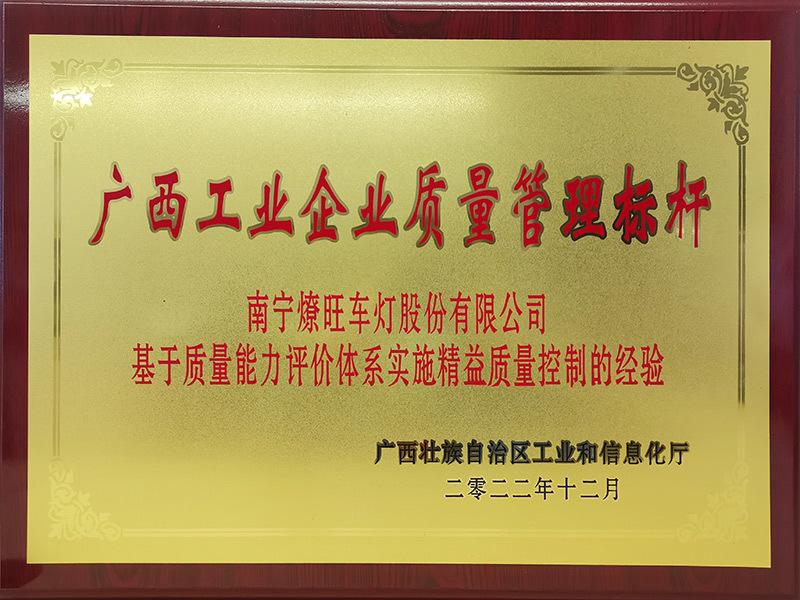 广西工业企业质量管理标杆
南宁燎旺车灯股份有限公司
基于质量能力评价体系实施精益质量控制的经验
广西壮族自治区工业和信息化厅
二零二二年十二月